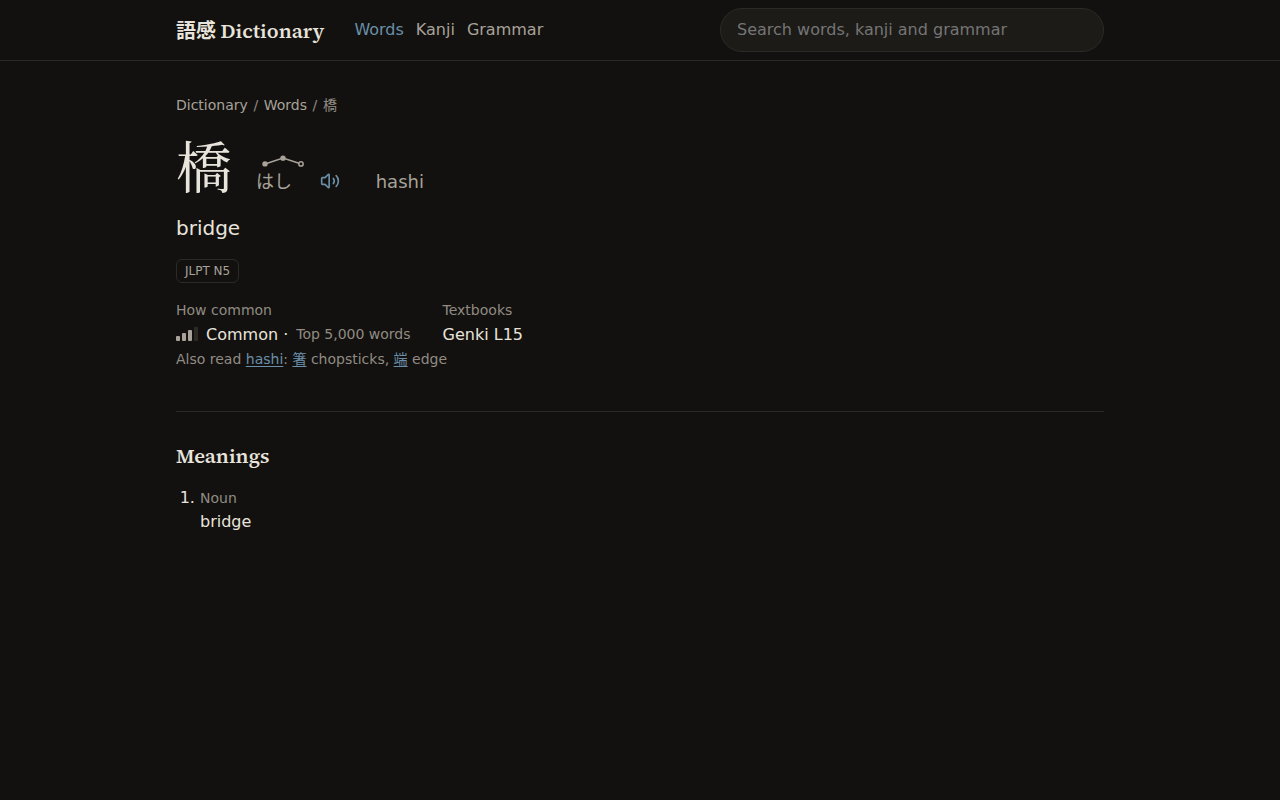 語感 Dictionary Words Kanji Grammar Search words, kanji and grammar
Dictionary / Words / 橋
橋 はし hashi
bridge
JLPT N5
How common Textbooks
Common · Top 5,000 words Genki L15
Also read hashi: 箸 chopsticks, 端 edge
Meanings
1. Noun
bridge